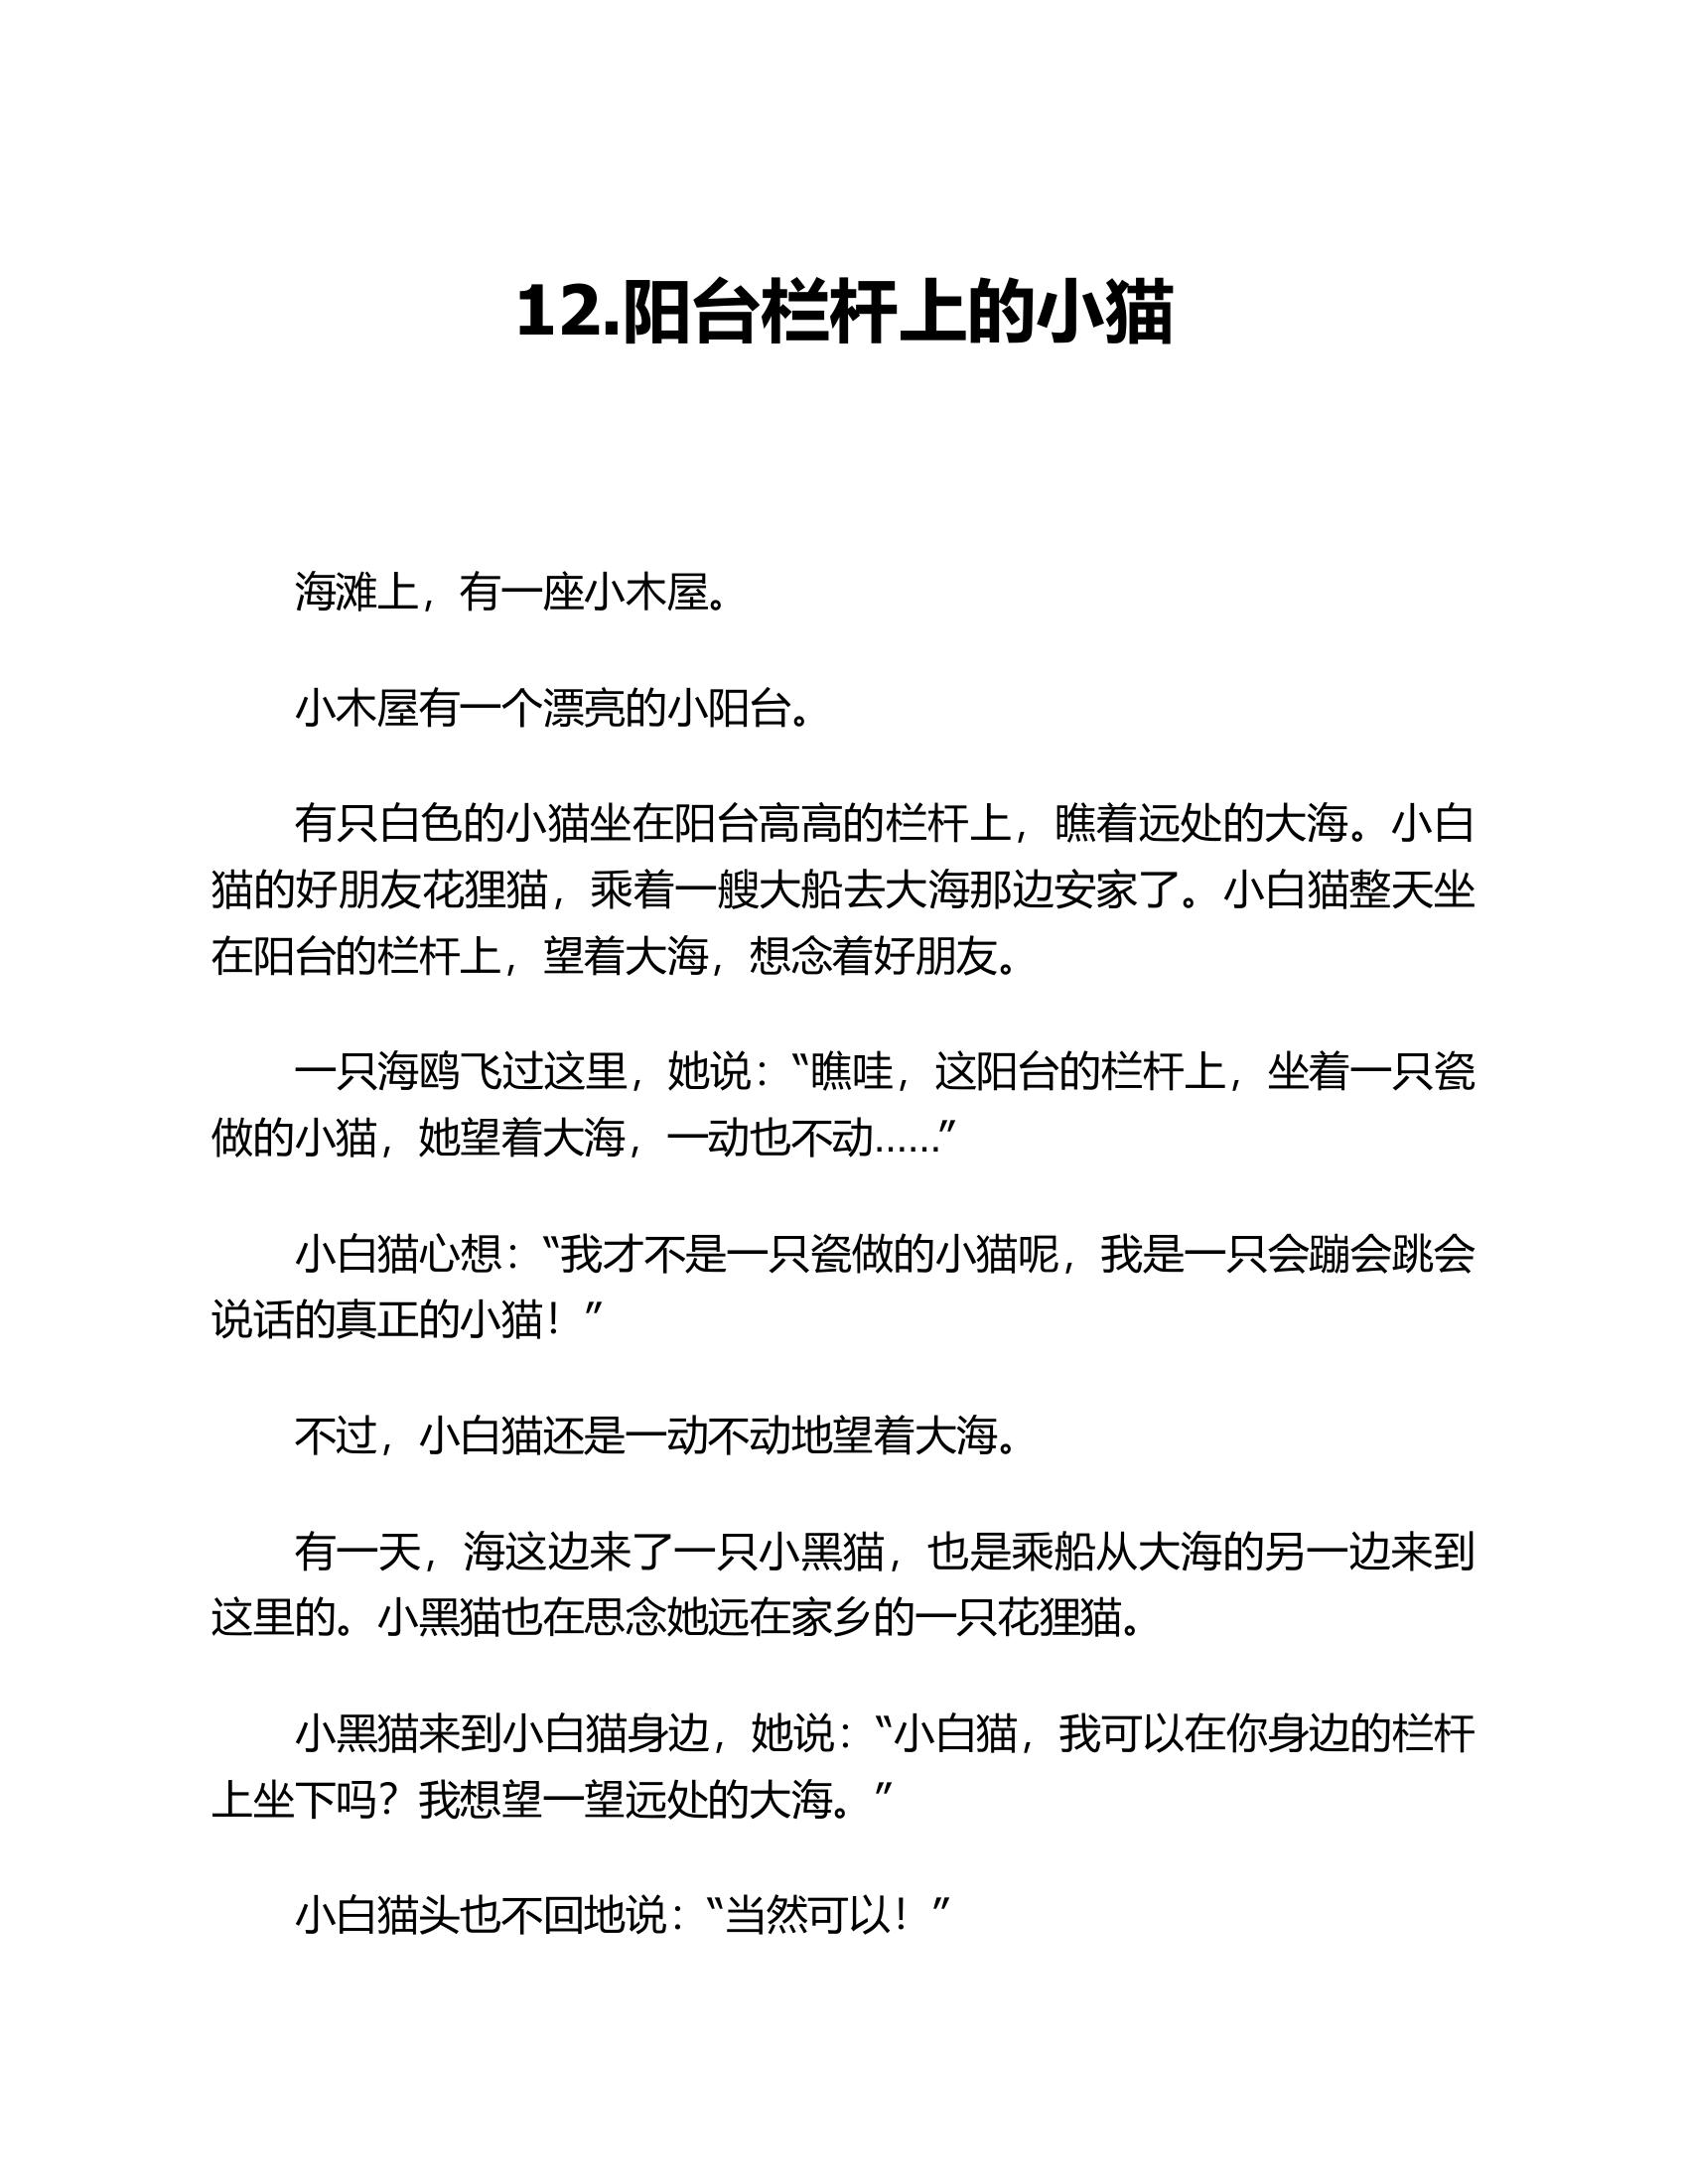 12.阳台栏杆上的小猫
海滩上，有一座小木屋。
小木屋有一个漂亮的小阳台。
有只白色的小猫坐在阳台高高的栏杆上，瞧着远处的大海。小白
猫的好朋友花狸猫，乘着一艘大船去大海那边安家了。小白猫整天坐
在阳台的栏杆上，望着大海，想念着好朋友。
一只海鸥飞过这里，她说：“瞧哇，这阳台的栏杆上，坐着一只瓷
做的小猫，她望着大海，一动也不动……”
小白猫心想：“我才不是一只瓷做的小猫呢，我是一只会蹦会跳会
说话的真正的小猫！”
不过，小白猫还是一动不动地望着大海。
有一天，海这边来了一只小黑猫，也是乘船从大海的另一边来到
这里的。小黑猫也在思念她远在家乡的一只花狸猫。
小黑猫来到小白猫身边，她说：“小白猫，我可以在你身边的栏杆
上坐下吗？我想望一望远处的大海。”
小白猫头也不回地说：“当然可以！”